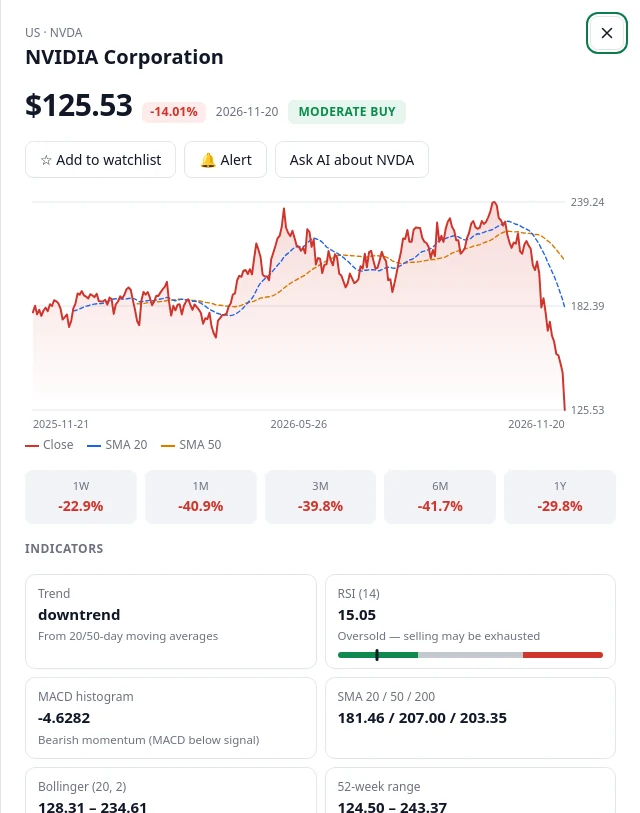 US · NVDA
NVIDIA Corporation
$125.53 -14.01% 2026-11-20 MODERATE BUY
☆ Add to watchlist 🔔 Alert Ask AI about NVDA
239.24
182.39
125.53
2025-11-21 2026-05-26 2026-11-20
Close SMA 20 SMA 50
1W 1M 3M 6M 1Y
-22.9% -40.9% -39.8% -41.7% -29.8%
INDICATORS
Trend
downtrend
From 20/50-day moving averages
RSI (14)
15.05
Oversold — selling may be exhausted
MACD histogram
-4.6282
Bearish momentum (MACD below signal)
SMA 20 / 50 / 200
181.46 / 207.00 / 203.35
Bollinger (20, 2)
128.31 – 234.61
52-week range
124.50 – 243.37